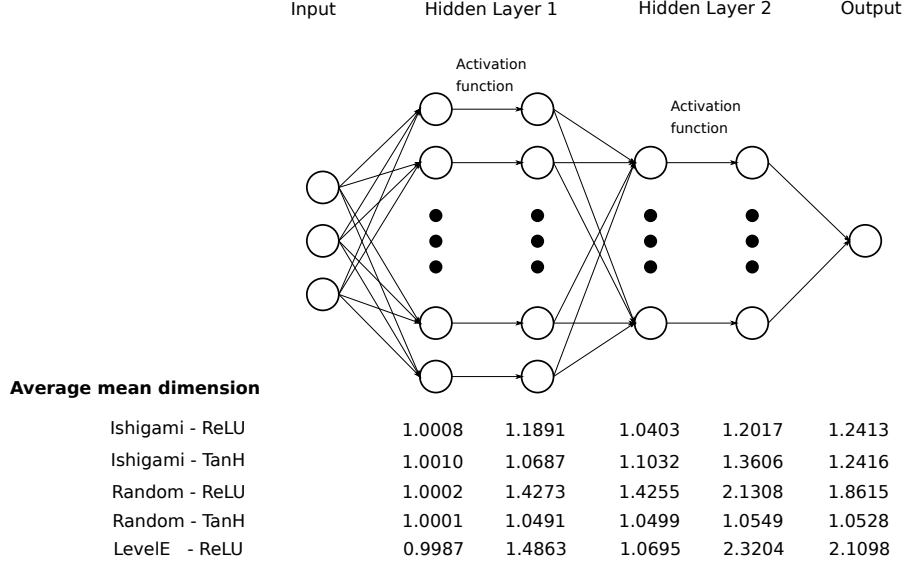 Input Hidden Layer 1 Hidden Layer 2 Output
Activation
function
Activation
function
Average mean dimension
Ishigami - ReLU 1.0008 1.1891 1.0403 1.2017 1.2413
Ishigami - TanH 1.0010 1.0687 1.1032 1.3606 1.2416
Random - ReLU 1.0002 1.4273 1.4255 2.1308 1.8615
Random - TanH 1.0001 1.0491 1.0499 1.0549 1.0528
LevelE - ReLU 0.9987 1.4863 1.0695 2.3204 2.1098